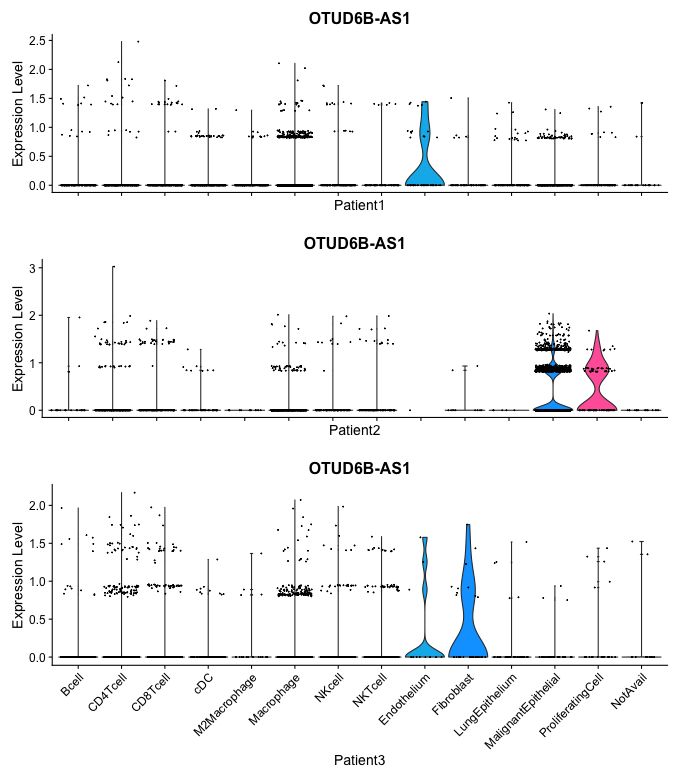 OTUD6B-AS1
Expression Level
2.5
2.0
1.5
1.0
0.5
0.0
Patient1
OTUD6B-AS1
Expression Level
3
2
1
0
Patient2
OTUD6B-AS1
Expression Level
2.0
1.5
1.0
0.5
0.0
Bcell
CD4Tcell
CD8Tcell
cDC
M2Macrophage
Macrophage
NKcell
NKTcell
Endothelium
Fibroblast
LungEpithelium
MalignantEpithelial
ProliferatingCell
NotAvail
Patient3